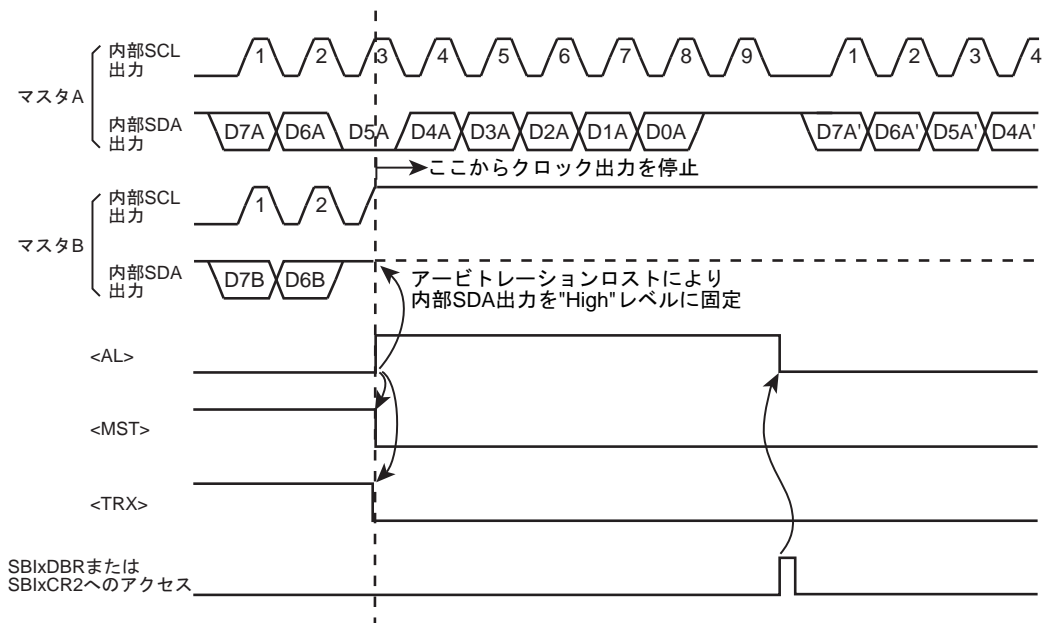 内部SCL
出力
1 2 3 4 5 6 7 8 9 1 2 3 4
マスタA
内部SDA
出力
D7A D6A D5A D4A D3A D2A D1A D0A D7A' D6A' D5A' D4A'
ここからクロック出力を停止
内部SCL
出力
1 2
マスタB
内部SDA
出力
D7B D6B
アービトレーションロストにより
内部SDA出力を"High"レベルに固定
<AL>
<MST>
<TRX>
SBIxDBRまたは
SBIxCR2へのアクセス